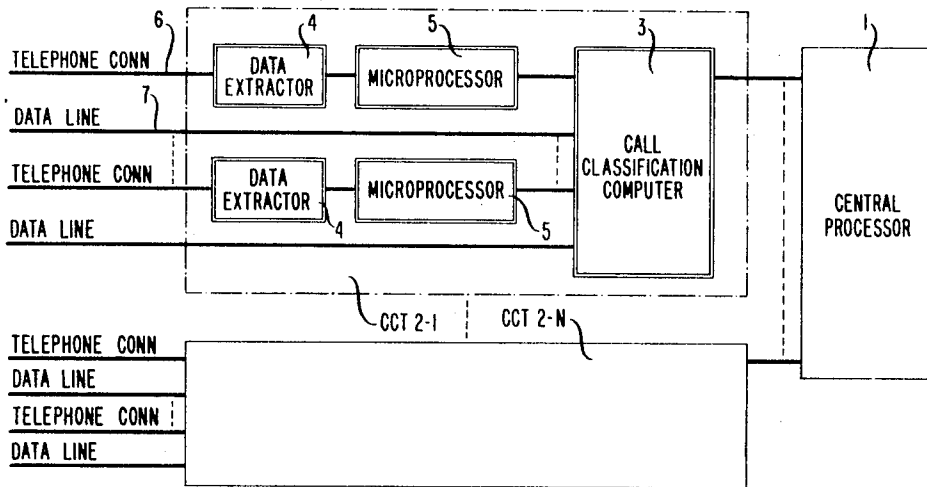 6
4
5
3
1
TELEPHONE CONN
DATA
EXTRACTOR
MICROPROCESSOR
7
DATA LINE
CALL
CLASSIFICATION
COMPUTER
TELEPHONE CONN
DATA
EXTRACTOR
MICROPROCESSOR
CENTRAL
PROCESSOR
4
5
DATA LINE
CCT 2-1
CCT 2-N
TELEPHONE CONN
DATA LINE
TELEPHONE CONN
DATA LINE